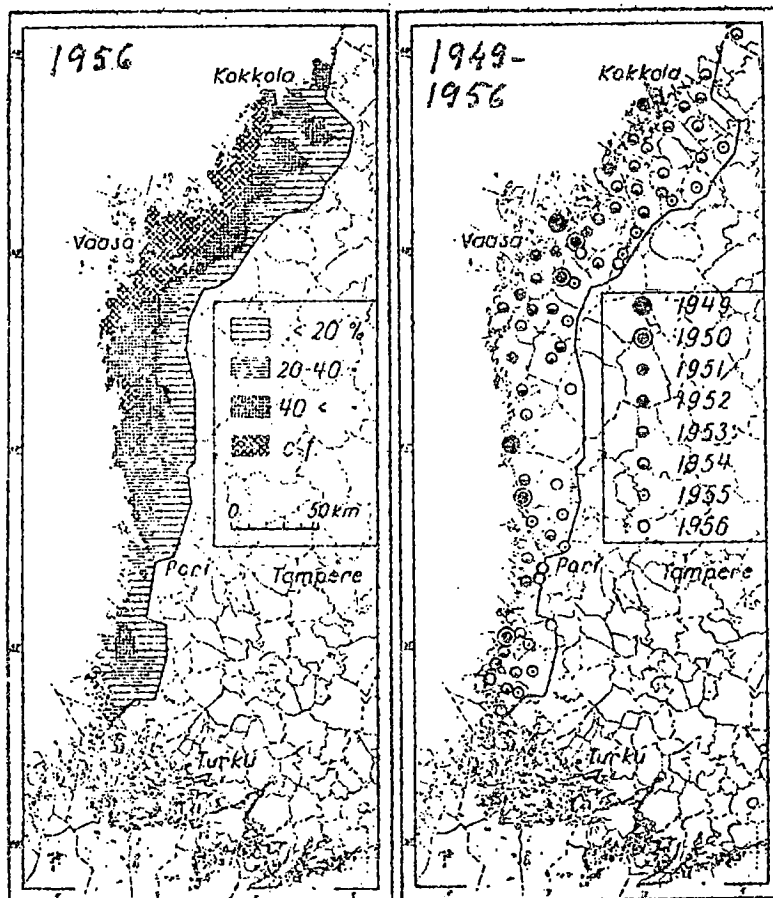 1956
Kokkola
Vaasa
< 20 %
20-40
40 <
c f
0 50 km
Pori
Tampere
Turku
1949-
1956
Kokkola
Vaasa
1949
1950
1951
1952
1953
1954
1955
1956
Pori
Tampere
Turku